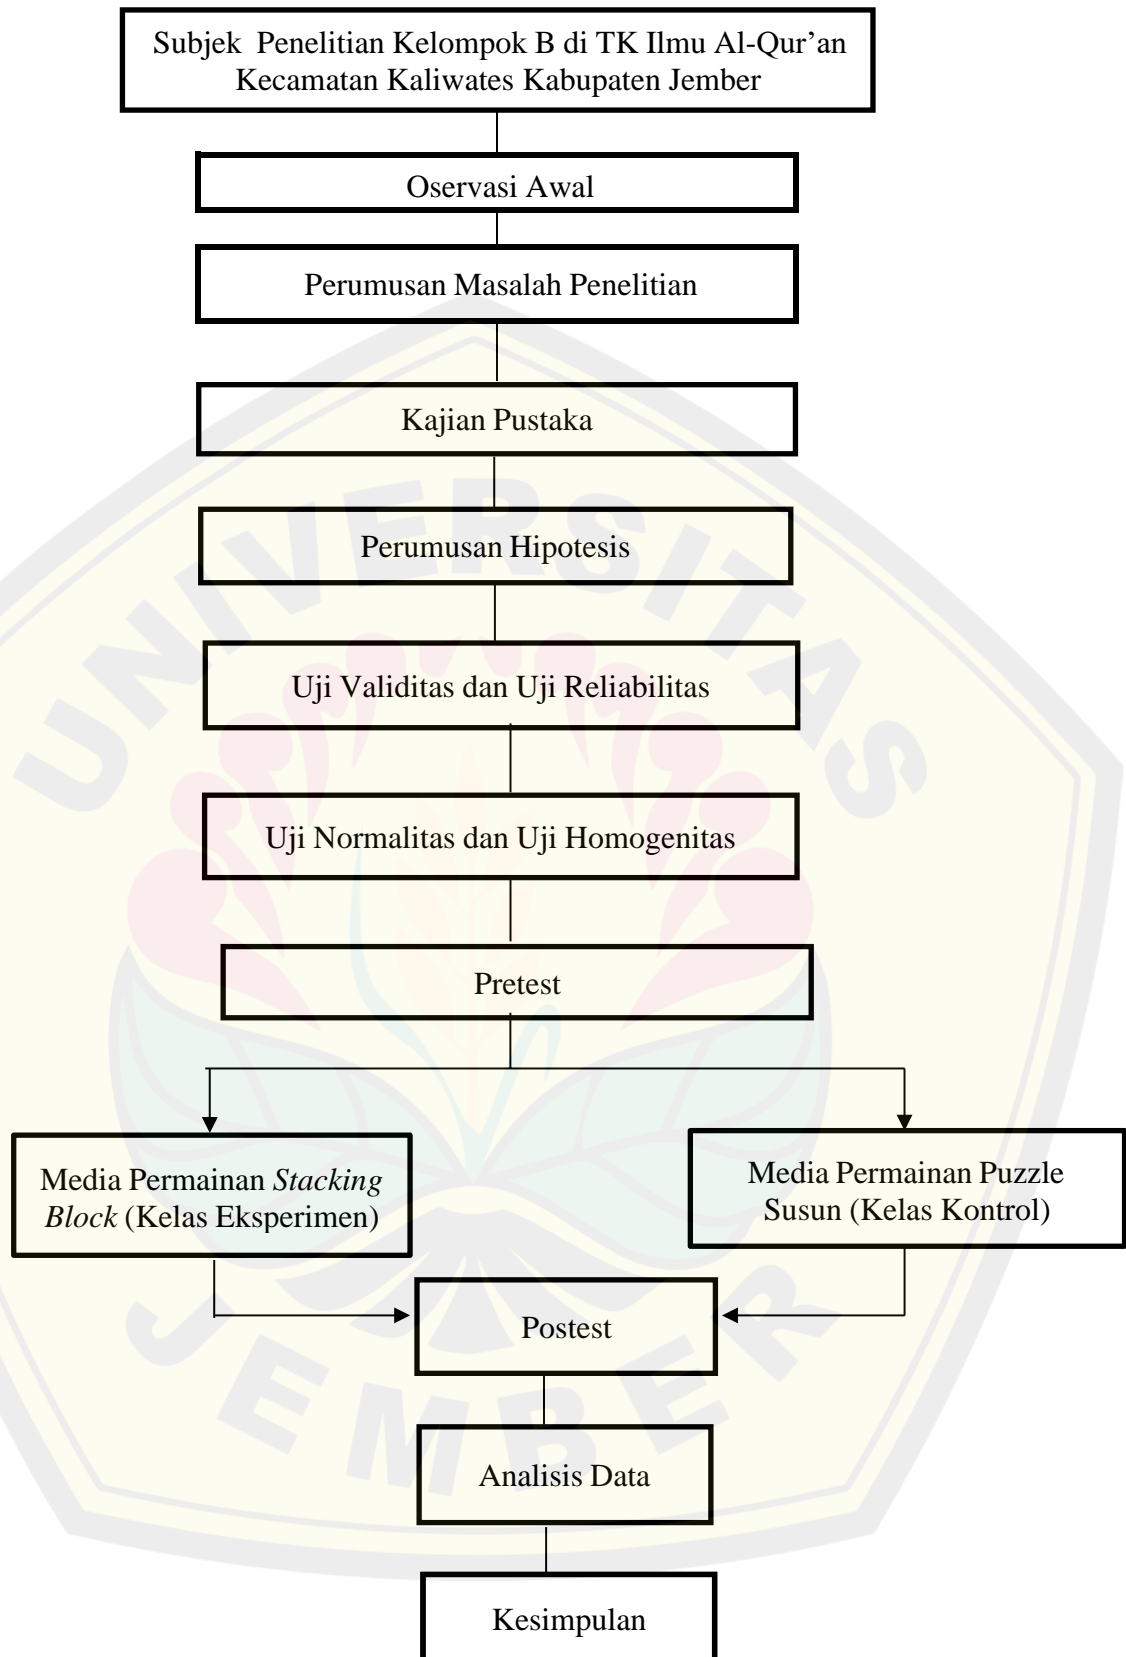 Subjek  Penelitian Kelompok B di TK Ilmu Al-Qur’an
Kecamatan Kaliwates Kabupaten Jember
Oservasi Awal
Perumusan Masalah Penelitian
Kajian Pustaka
Perumusan Hipotesis
Uji Validitas dan Uji Reliabilitas
Uji Normalitas dan Uji Homogenitas
Pretest
Media Permainan Stacking
Block (Kelas Eksperimen)
Media Permainan Puzzle
Susun (Kelas Kontrol)
Postest
Analisis Data
Kesimpulan
UNIVERSITAS
JEMBER